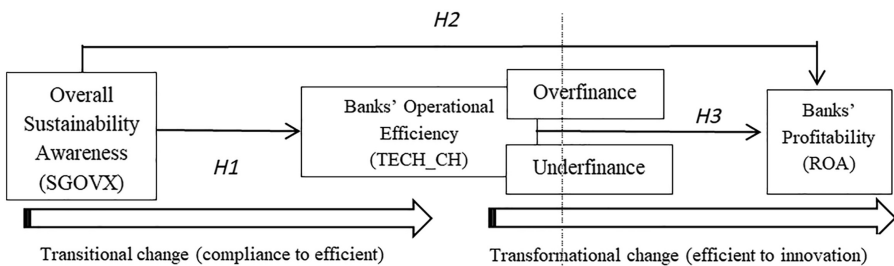 H2
Overall
Sustainability
Awareness
(SGOVX)
H1
Banks' Operational
Efficiency
(TECH_CH)
Overfinance
Underfinance
H3
Banks'
Profitability
(ROA)
Transitional change (compliance to efficient)
Transformational change (efficient to innovation)